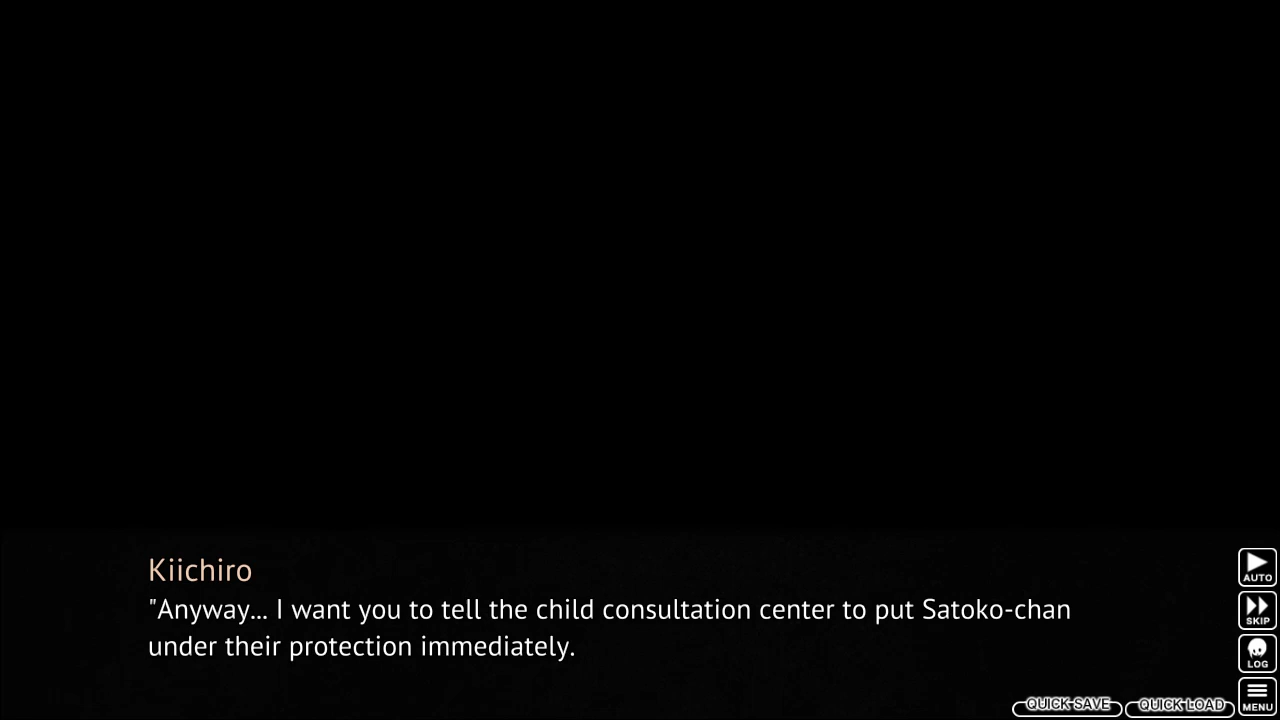 Kiichiro
"Anyway... I want you to tell the child consultation center to put Satoko-chan
under their protection immediately.
AUTO
SKIP
LOG
MENU
QUICK SAVE
QUICK LOAD